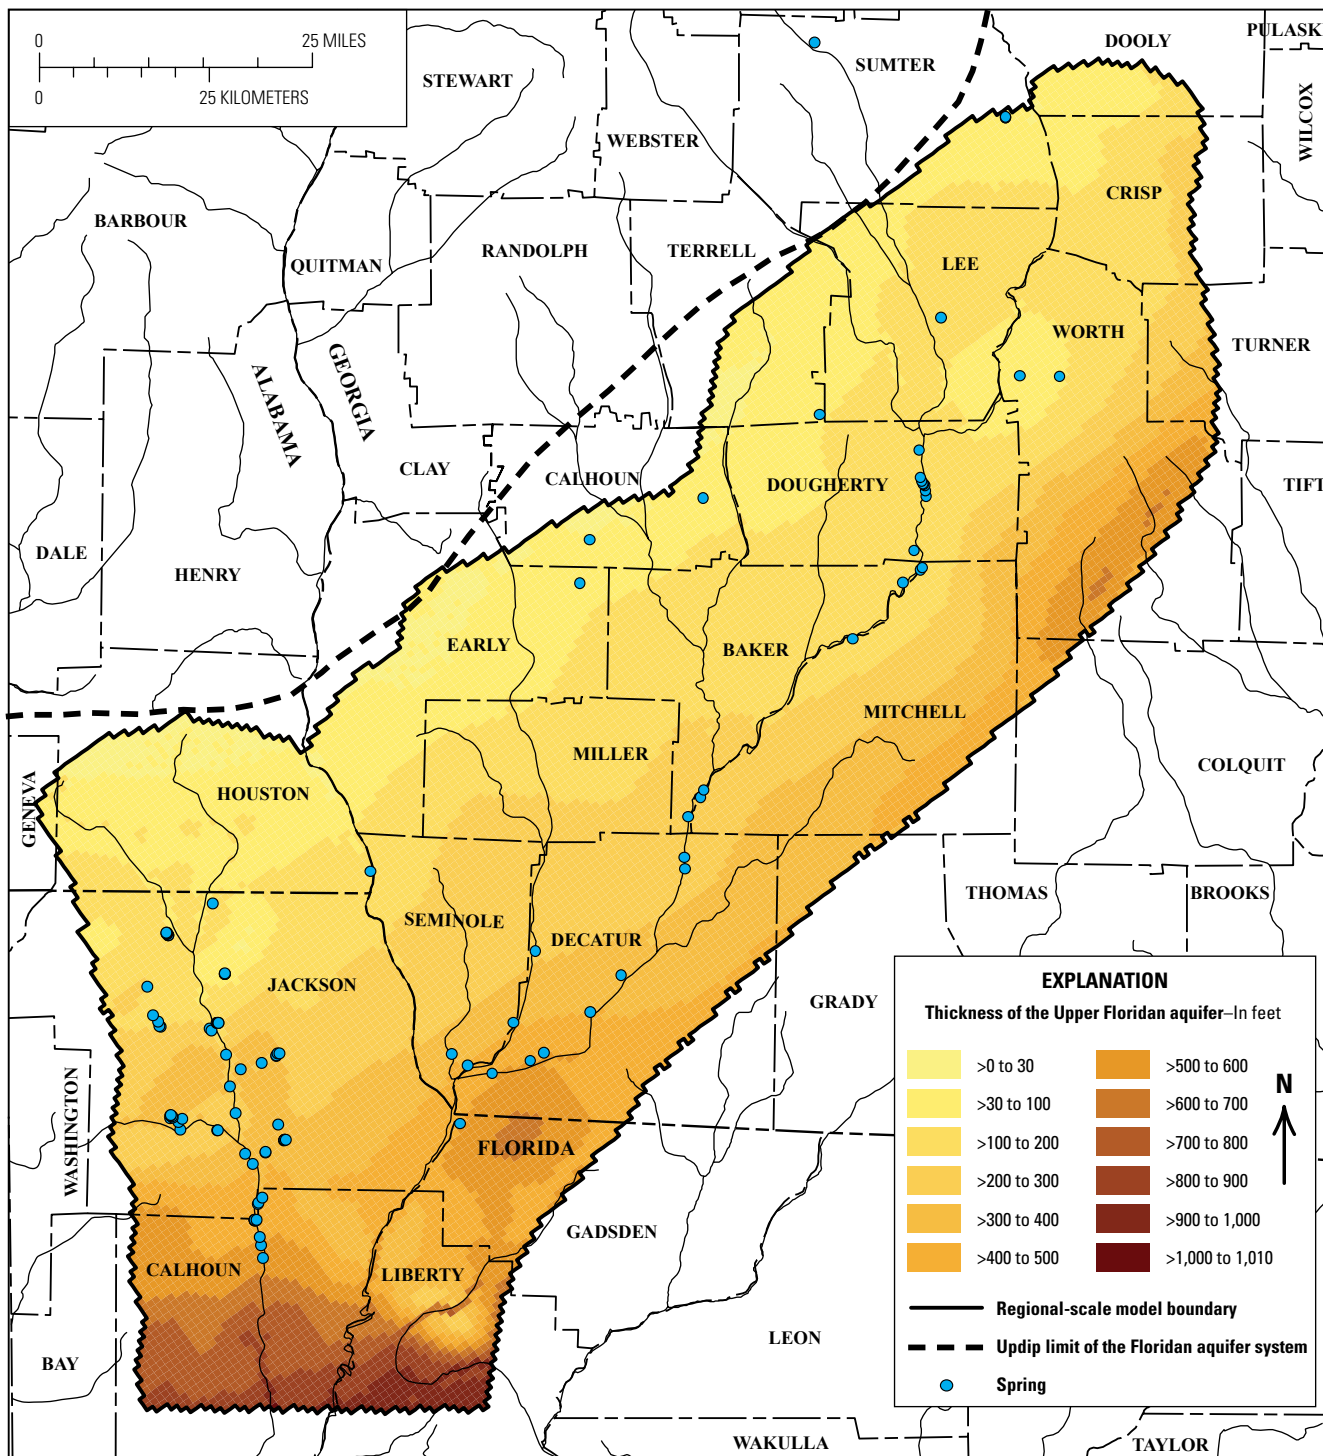 0 25 MILES
0 25 KILOMETERS
STEWART
SUMTER
DOOLY
PULASK
WILCOX
WEBSTER
CRISP
BARBOUR
QUITMAN
RANDOLPH
TERRELL
LEE
WORTH
TURNER
ALABAMA
GEORGIA
CLAY
CALHOUN
DOUGHERTY
TIFT
DALE
HENRY
EARLY
BAKER
MITCHELL
MILLER
COLQUIT
GENEVA
HOUSTON
THOMAS
BROOKS
SEMINOLE
DECATUR
JACKSON
GRADY
WASHINGTON
FLORIDA
GADSDEN
CALHOUN
LIBERTY
LEON
BAY
WAKULLA
TAYLOR
EXPLANATION
Thickness of the Upper Floridan aquifer–In feet
>0 to 30
>30 to 100
>100 to 200
>200 to 300
>300 to 400
>400 to 500
>500 to 600
>600 to 700
>700 to 800
>800 to 900
>900 to 1,000
>1,000 to 1,010
N
Regional-scale model boundary
Updip limit of the Floridan aquifer system
Spring